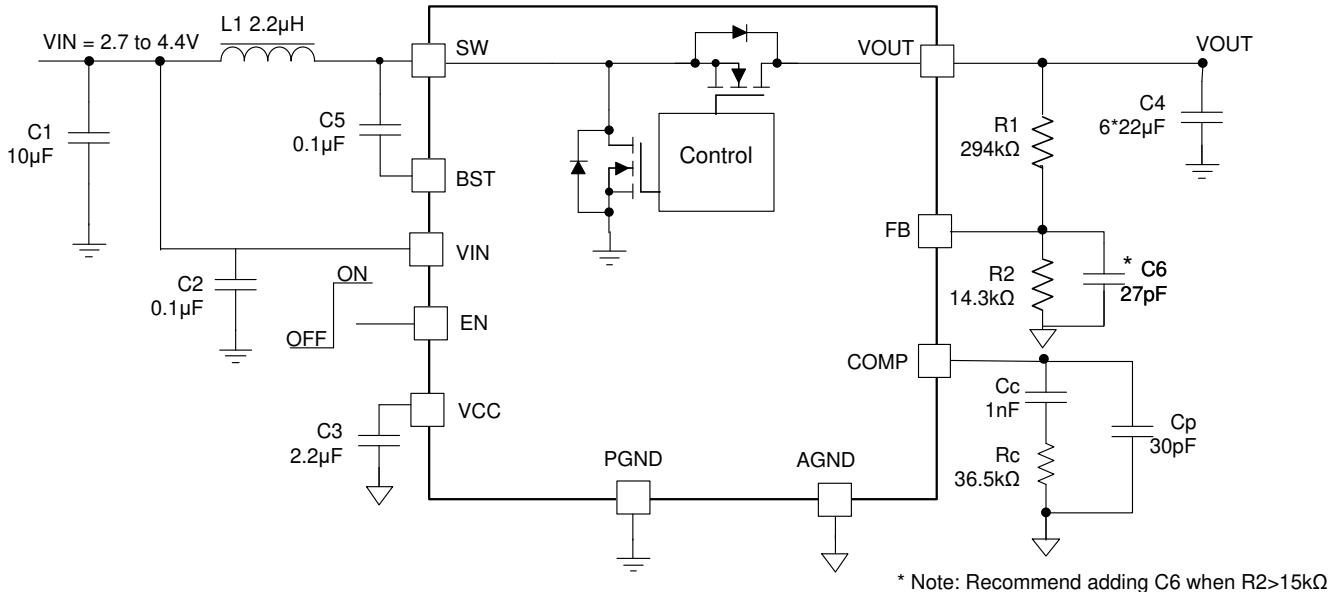 VIN = 2.7 to 4.4V
L1 2.2µH
C1
10µF
C5
0.1µF
C2
0.1µF
ON
OFF
C3
2.2µF
SW
BST
VIN
EN
VCC
Control
VOUT
FB
COMP
PGND
AGND
VOUT
R1
294kΩ
C4
6*22µF
R2
14.3kΩ
* C6
27pF
Cc
1nF
Rc
36.5kΩ
Cp
30pF
* Note: Recommend adding C6 when R2>15kΩ